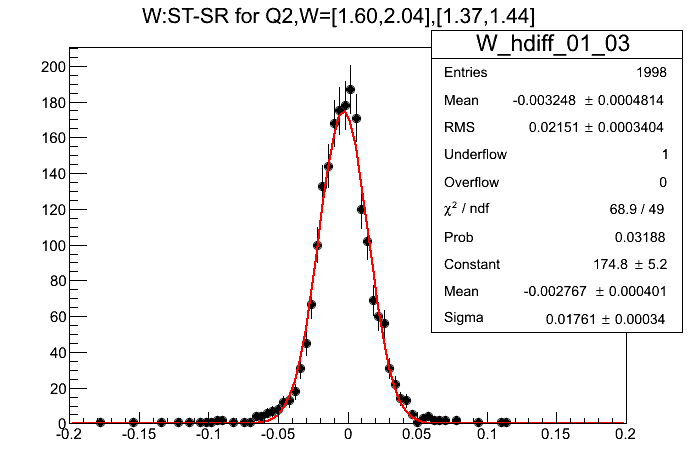 W:ST-SR for Q2,W=[1.60,2.04],[1.37,1.44]
W_hdiff_01_03
Entries 1998
Mean -0.003248 ± 0.0004814
RMS 0.02151 ± 0.0003404
Underflow 1
Overflow 0
χ² / ndf 68.9 / 49
Prob 0.03188
Constant 174.8 ± 5.2
Mean -0.002767 ± 0.000401
Sigma 0.01761 ± 0.00034
200
180
160
140
120
100
80
60
40
20
0
-0.2 -0.15 -0.1 -0.05 0 0.05 0.1 0.15 0.2